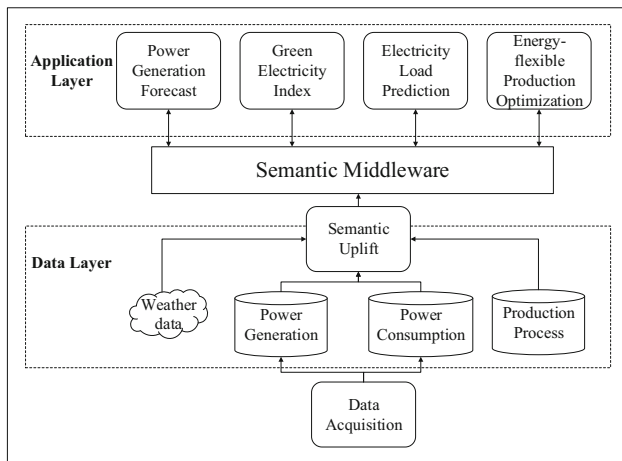 Application
Layer
Power
Generation
Forecast
Green
Electricity
Index
Electricity
Load
Prediction
Energy-
flexible
Production
Optimization
Semantic Middleware
Semantic
Uplift
Data Layer
Weather
data
Power
Generation
Power
Consumption
Production
Process
Data
Acquisition